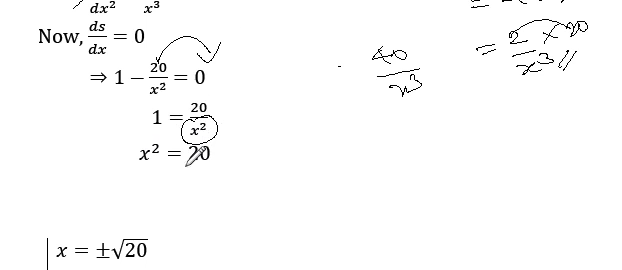 dx² x³
Now, ds/dx = 0
⇒ 1 − 20/x² = 0
1 = 20/x²
x² = 20
x = ±√20
40/x³
= 2 × 20/x³ //